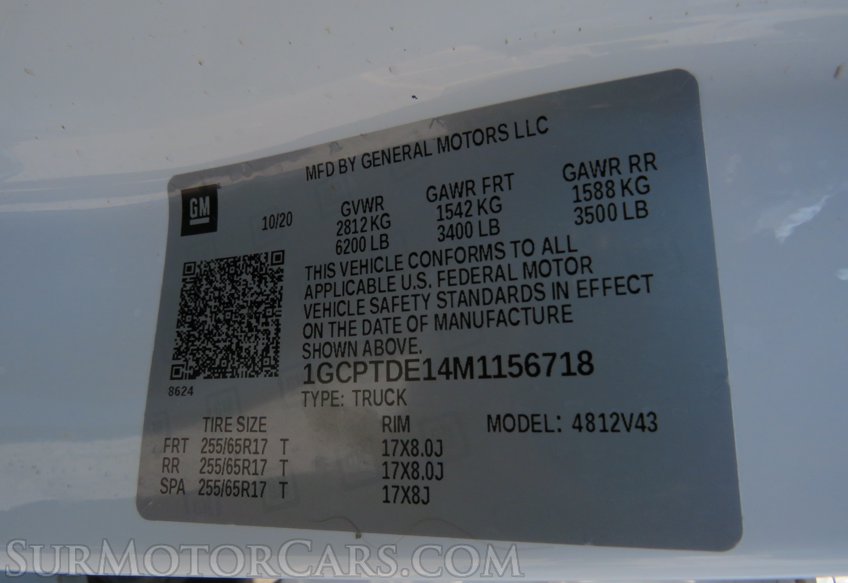 MFD BY GENERAL MOTORS LLC
GM
10/20
GVWR
2812 KG
6200 LB
GAWR FRT
1542 KG
3400 LB
GAWR RR
1588 KG
3500 LB
THIS VEHICLE CONFORMS TO ALL
APPLICABLE U.S. FEDERAL MOTOR
VEHICLE SAFETY STANDARDS IN EFFECT
ON THE DATE OF MANUFACTURE
SHOWN ABOVE.
8624
1GCPTDE14M1156718
TYPE: TRUCK
TIRE SIZE RIM MODEL: 4812V43
FRT 255/65R17 T 17X8.0J
RR 255/65R17 T 17X8.0J
SPA 255/65R17 T 17X8J
SURMOTORCARS.COM